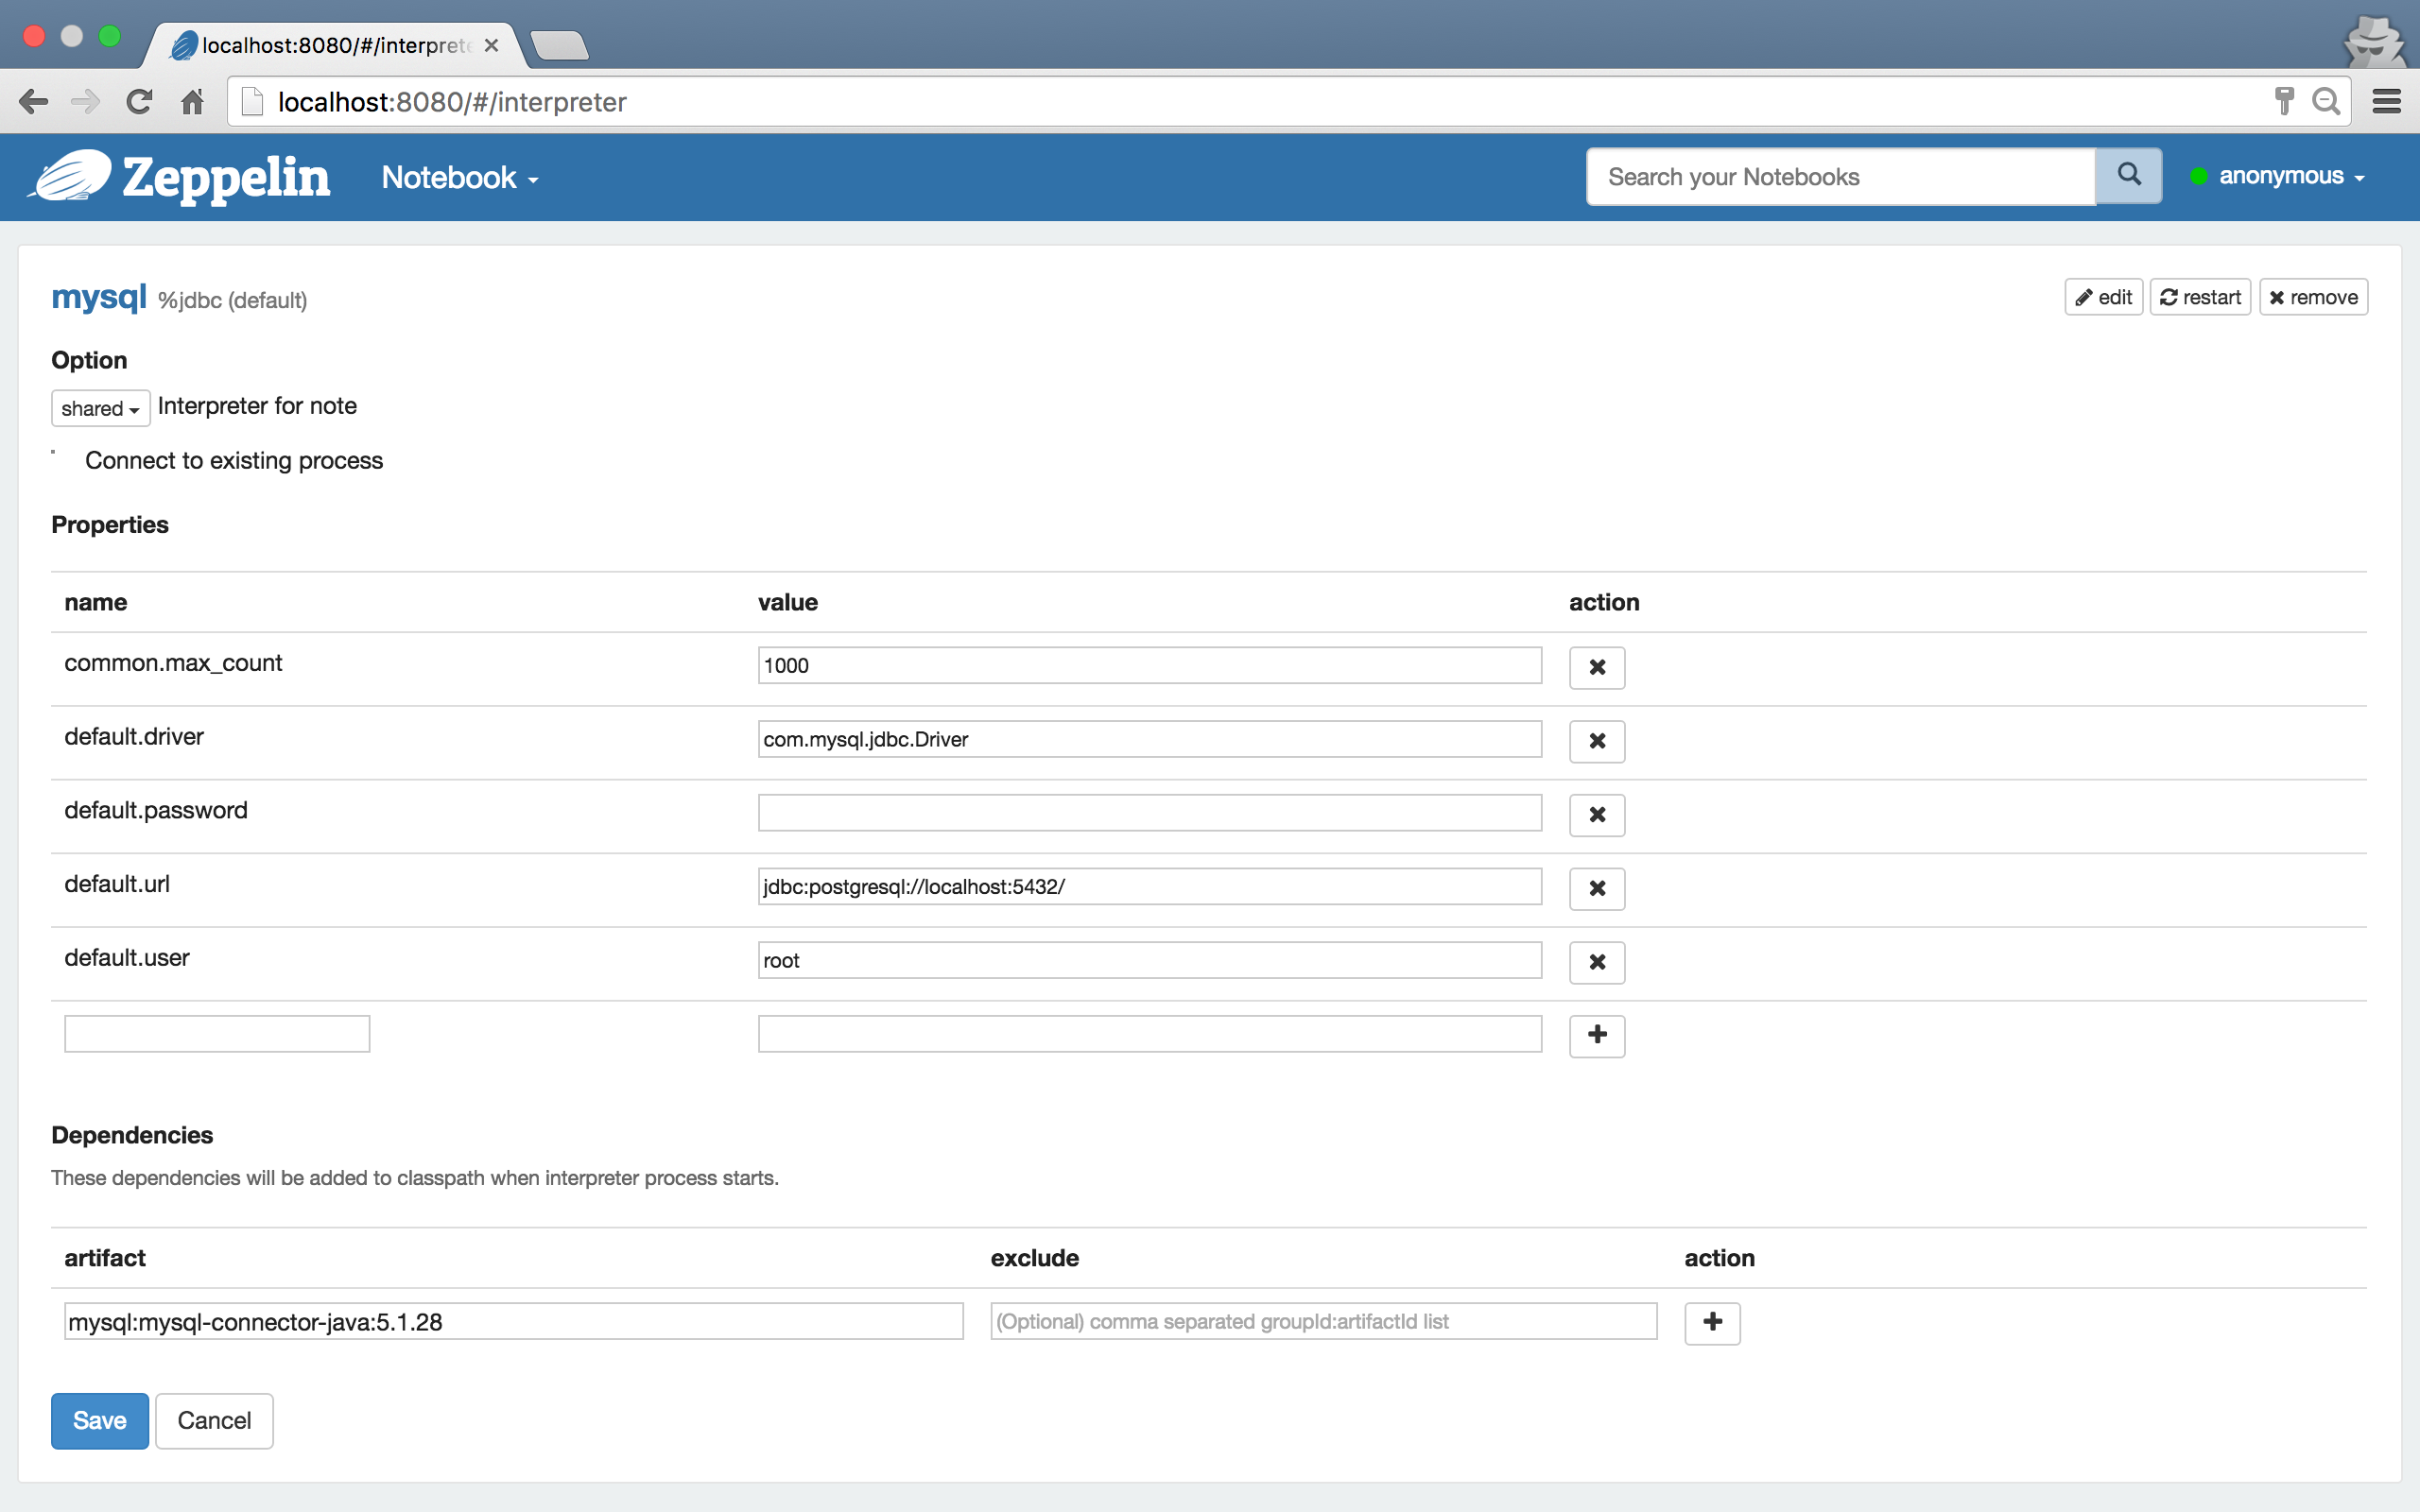 localhost:8080/#/interprete
localhost:8080/#/interpreter
Zeppelin Notebook Search your Notebooks anonymous
mysql %jdbc (default) edit restart remove
Option
shared Interpreter for note
Connect to existing process
Properties
name value action
common.max_count 1000
default.driver com.mysql.jdbc.Driver
default.password
default.url jdbc:postgresql://localhost:5432/
default.user root
Dependencies
These dependencies will be added to classpath when interpreter process starts.
artifact exclude action
mysql:mysql-connector-java:5.1.28 (Optional) comma separated groupId:artifactId list
Save Cancel